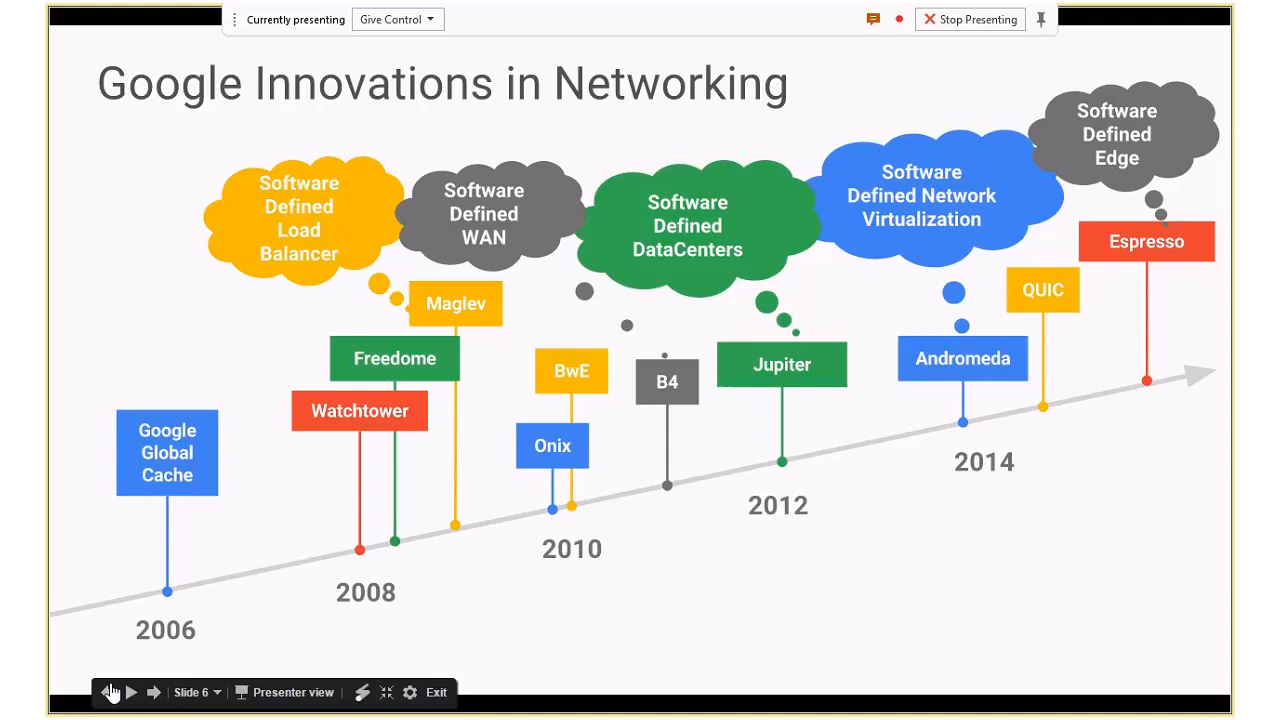 Currently presenting
Give Control
Stop Presenting
Google Innovations in Networking
Software
Defined
Load
Balancer
Software
Defined
WAN
Software
Defined
DataCenters
Software
Defined Network
Virtualization
Software
Defined
Edge
Google
Global
Cache
Watchtower
Freedome
Maglev
Onix
BwE
B4
Jupiter
Andromeda
QUIC
Espresso
2006
2008
2010
2012
2014
Slide 6
Presenter view
Exit